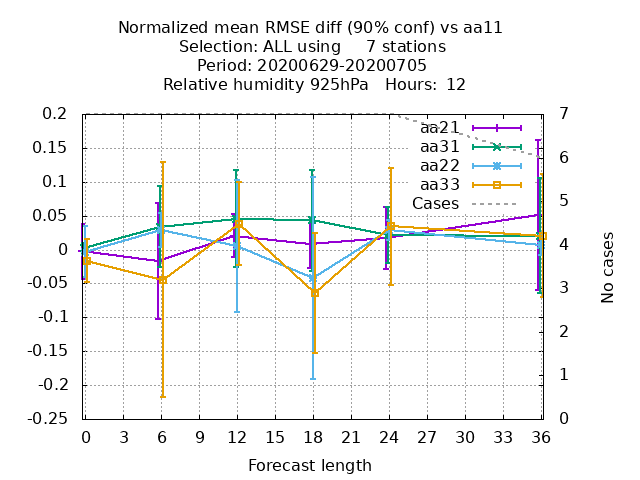 Normalized mean RMSE diff (90% conf) vs aa11
Selection: ALL using     7 stations
Period: 20200629-20200705
Relative humidity 925hPa   Hours:  12
0.2
0.15
0.1
0.05
0
-0.05
-0.1
-0.15
-0.2
-0.25
7
6
5
4
3
2
1
0
aa21
aa31
aa22
aa33
Cases
No cases
0 3 6 9 12 15 18 21 24 27 30 33 36
Forecast length